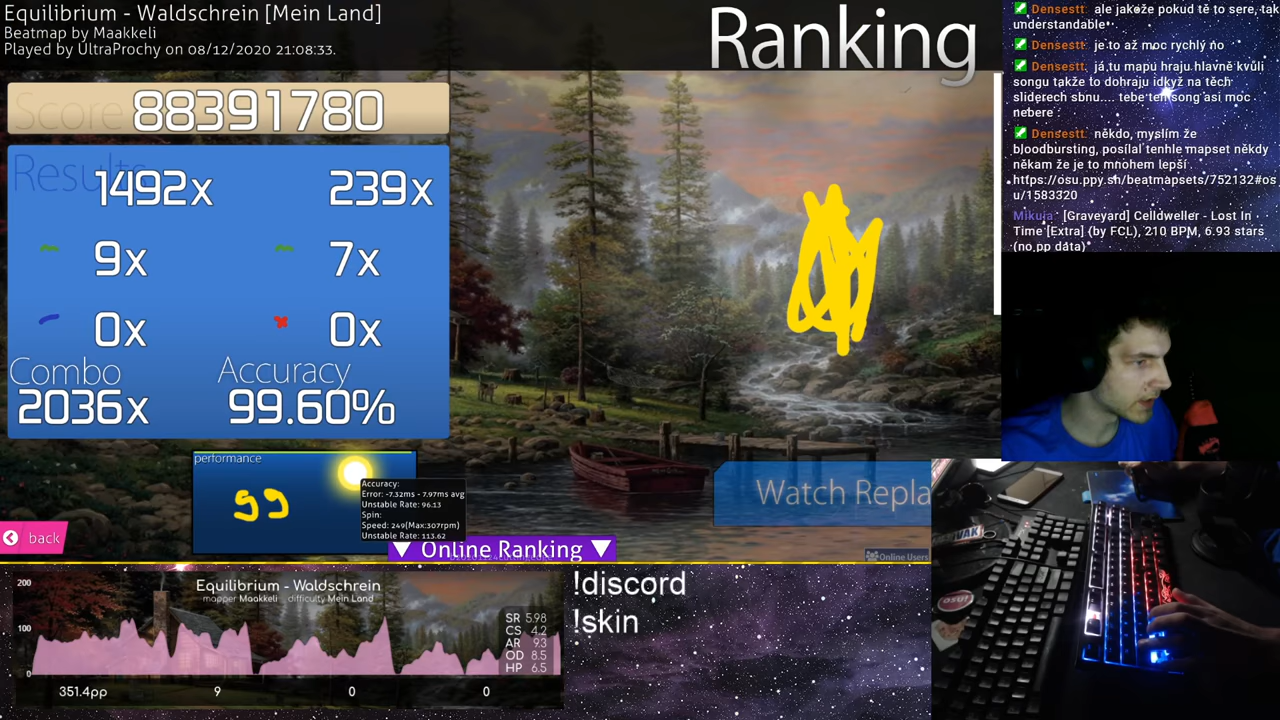 Equilibrium - Waldschrein [Mein Land]
Beatmap by Maakkeli
Played by UltraProchy on 08/12/2020 21:08:33.
Ranking
Score 88391780
Results
1492x 239x
9x 7x
0x 0x
Combo Accuracy
2036x 99.60%
performance
Accuracy:
Error: -7.32ms - 7.97ms avg
Unstable Rate: 96.13
Spin:
Speed: 249(Max:307rpm)
Unstable Rate: 113.62
Watch Repla
back
▼ Online Ranking ▼
Online Users
200
100
0
Equilibrium - Waldschrein
mapper Maakkeli difficulty Mein Land
SR 5.98
CS 4.2
AR 9.3
OD 8.5
HP 6.5
351.4pp 9 0 0
!discord
!skin
Densestt: ale jakože pokud tě to sere, tak
understandable
Densestt: je to až moc rychlý no
Densestt: já tu mapu hraju hlavně kvůli
songu takže to dohraju idkyž na těch
sliderech sbnu.... tebe ten song asi moc
nebere
Densestt: někdo, myslím že
bloodbursting, posílal tenhle mapset někdy
někam že je to mnohem lepší
https://osu.ppy.sh/beatmapsets/752132#os
u/1583320
Mikuia: [Graveyard] Celldweller - Lost In
Time [Extra] (by FCL), 210 BPM, 6.93 stars
(no pp data)
osu!